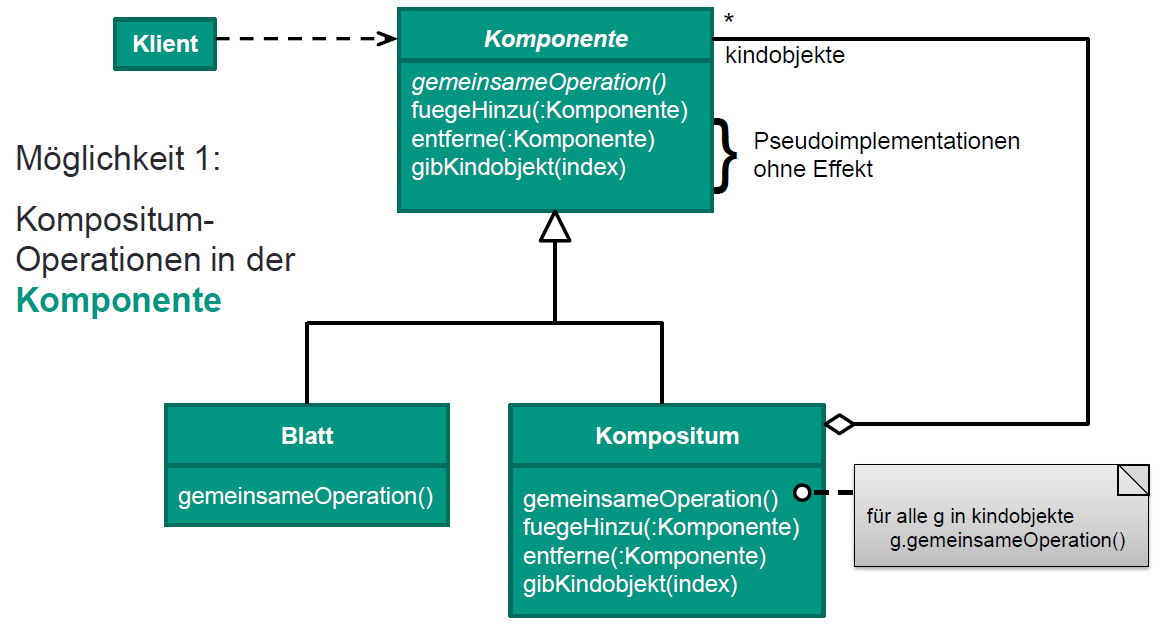 Klient
Komponente
*
kindobjekte
gemeinsameOperation()
fuegeHinzu(:Komponente)
entferne(:Komponente)
gibKindobjekt(index)
}
Pseudoimplementationen
ohne Effekt
Möglichkeit 1:
Kompositum-
Operationen in der
Komponente
Blatt
gemeinsameOperation()
Kompositum
gemeinsameOperation()
fuegeHinzu(:Komponente)
entferne(:Komponente)
gibKindobjekt(index)
für alle g in kindobjekte
g.gemeinsameOperation()